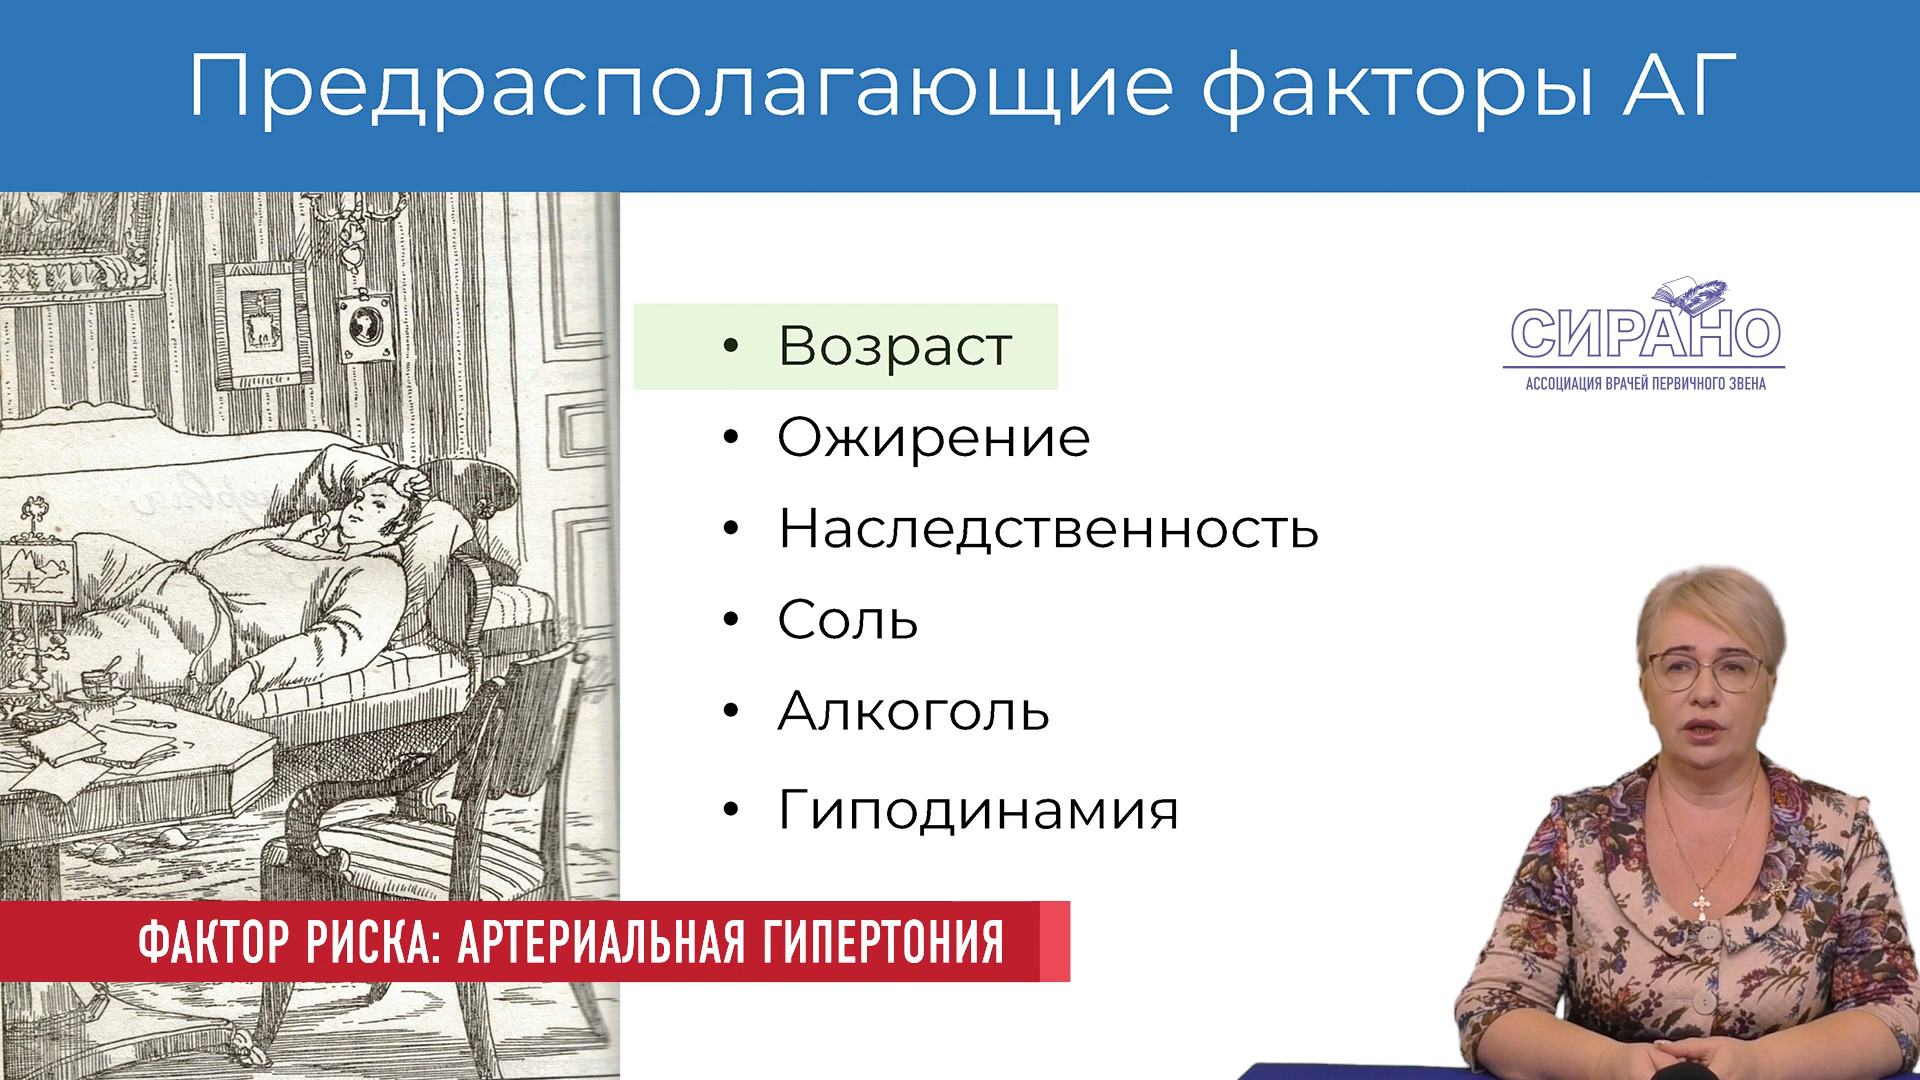 Предрасполагающие факторы АГ
• Возраст
• Ожирение
• Наследственность
• Соль
• Алкоголь
• Гиподинамия
СИРАНО
АССОЦИАЦИЯ ВРАЧЕЙ ПЕРВИЧНОГО ЗВЕНА
ФАКТОР РИСКА: АРТЕРИАЛЬНАЯ ГИПЕРТОНИЯ